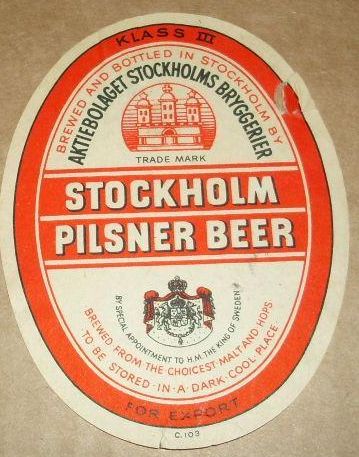 KLASS III
BREWED AND BOTTLED IN STOCKHOLM BY
AKTIEBOLAGET STOCKHOLMS BRYGGERIER
TRADE MARK
STOCKHOLM
PILSNER BEER
BY SPECIAL APPOINTMENT TO H.M. THE KING OF SWEDEN
BREWED FROM THE CHOICEST MALT AND HOPS
TO BE STORED · IN · A · DARK · COOL · PLACE
FOR EXPORT
C.103